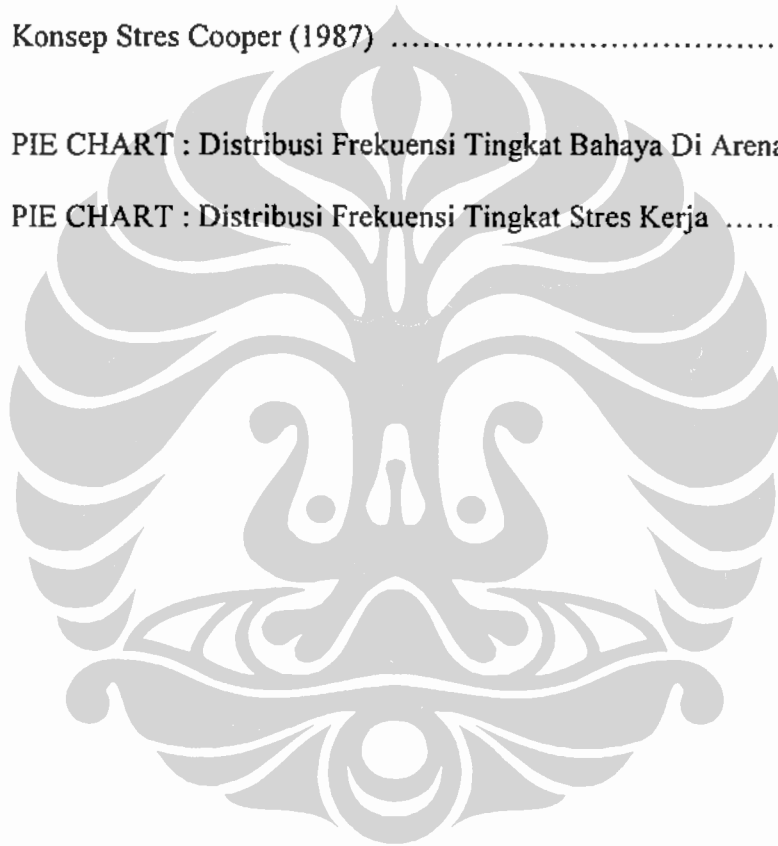 Konsep Stres Cooper (1987) .....................................
PIE CHART : Distribusi Frekuensi Tingkat Bahaya Di Arena
PIE CHART : Distribusi Frekuensi Tingkat Stres Kerja ......